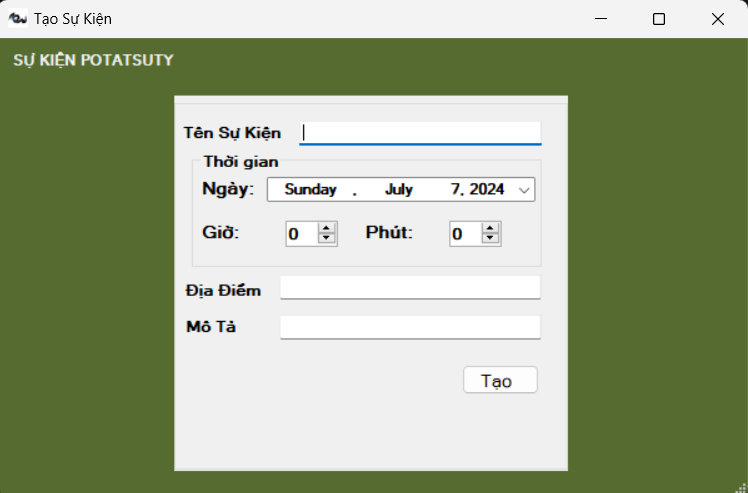 Tạo Sự Kiện
SỰ KIỆN POTATSUTY
Tên Sự Kiện
Thời gian
Ngày: Sunday , July 7, 2024
Giờ: 0 Phút: 0
Địa Điểm
Mô Tả
Tạo